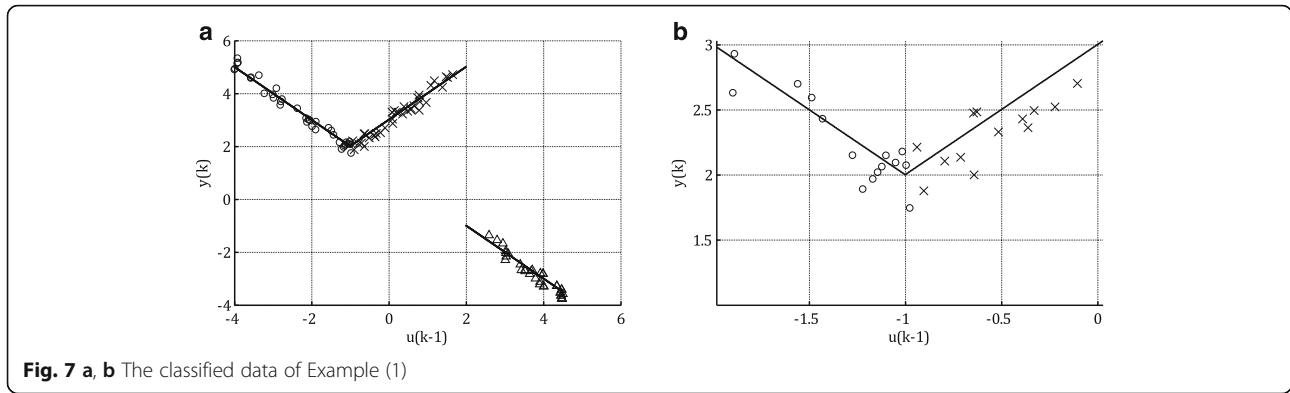 a
6
4
2
0
-2
-4
y(k)
-4 -2 0 2 4 6
u(k-1)
b
3
2.5
2
1.5
y(k)
-1.5 -1 -0.5 0
u(k-1)
Fig. 7 a, b The classified data of Example (1)